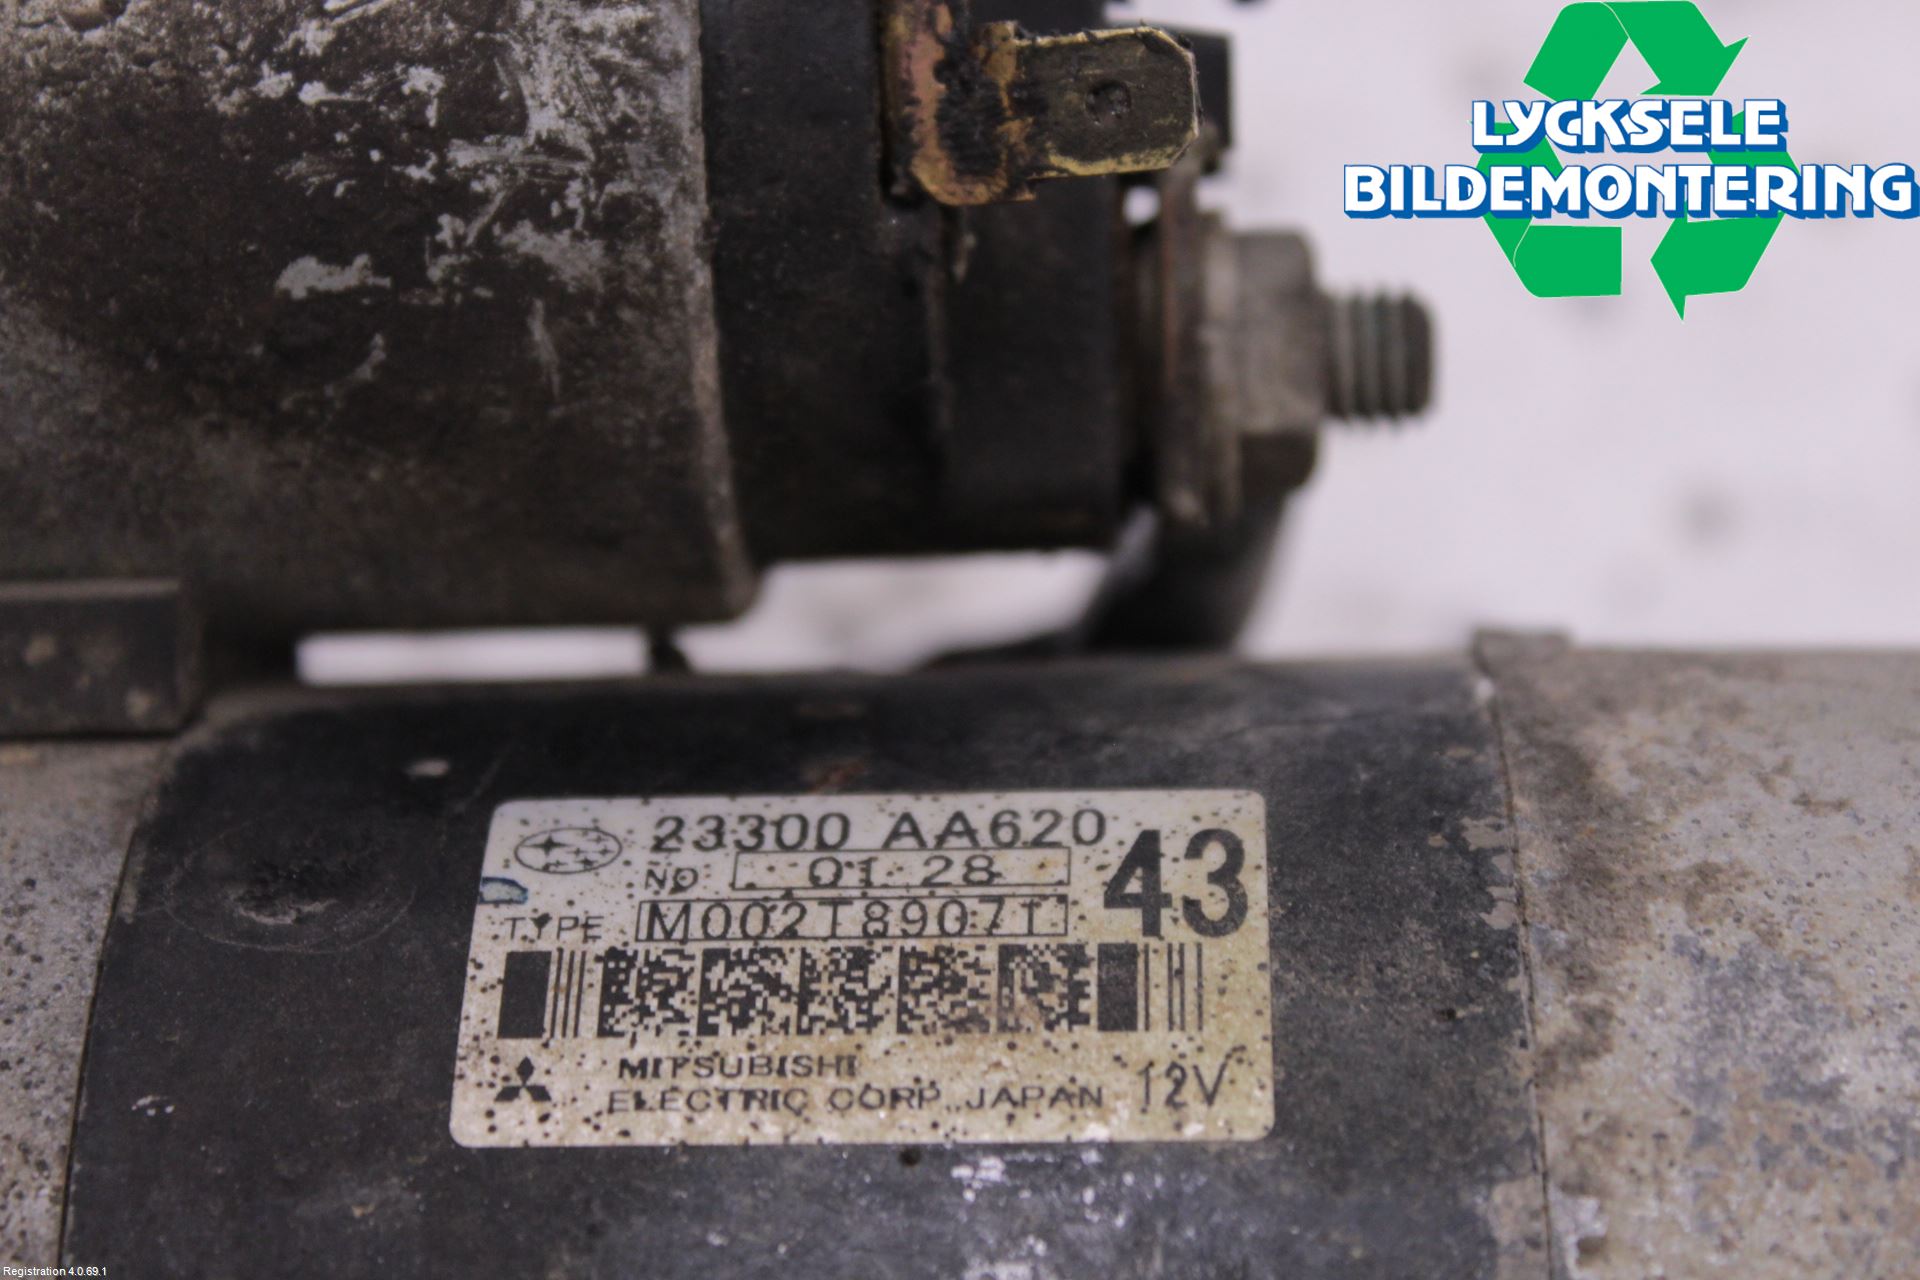 LYCKSELE
BILDEMONTERING
23300 AA620
43
NO 01 28
TYPE M002T89071
MITSUBISHI
ELECTRIC CORP. JAPAN 12V
Registration 4.0.69.1